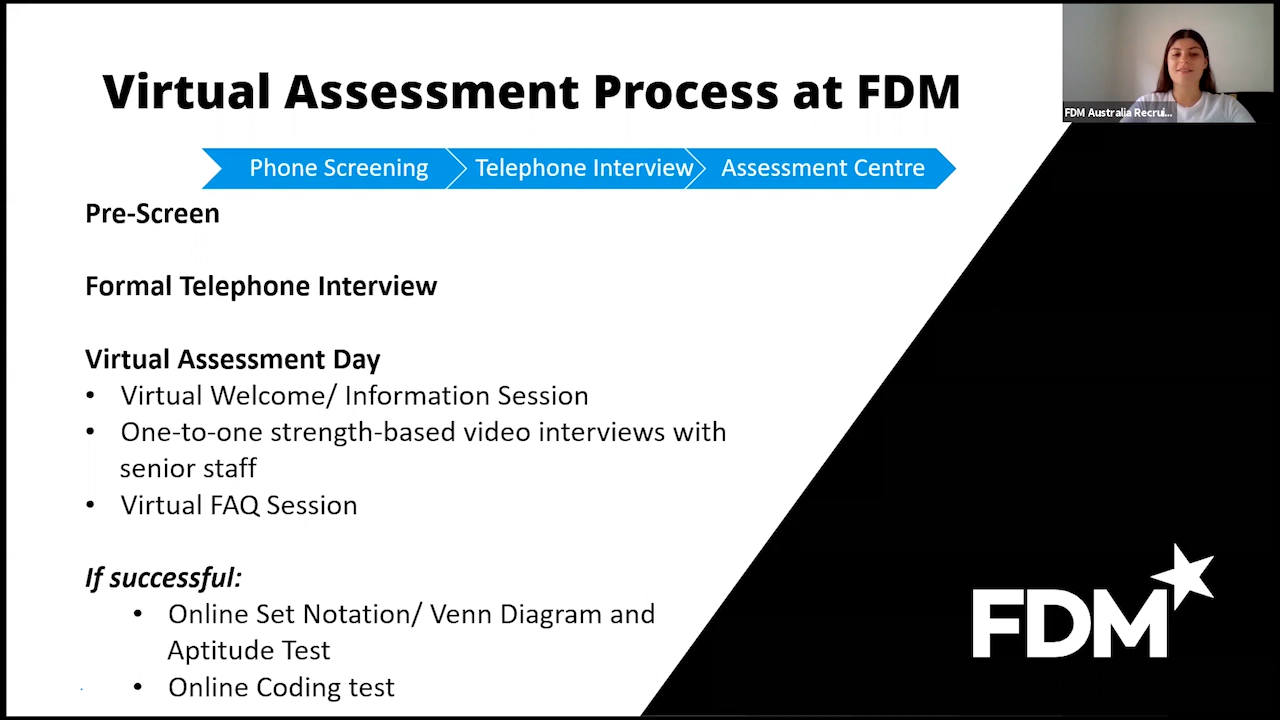 Virtual Assessment Process at FDM
FDM Australia Recrui...
Phone Screening
Telephone Interview
Assessment Centre
Pre-Screen
Formal Telephone Interview
Virtual Assessment Day
• Virtual Welcome/ Information Session
• One-to-one strength-based video interviews with
senior staff
• Virtual FAQ Session
If successful:
• Online Set Notation/ Venn Diagram and
Aptitude Test
• Online Coding test
FDM